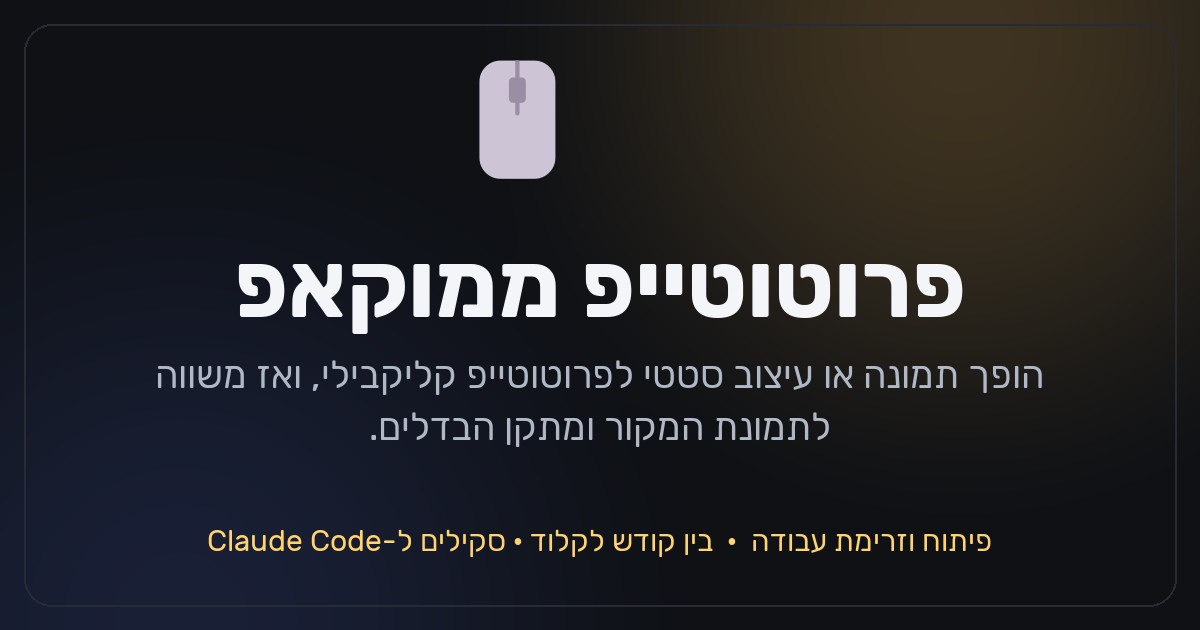 פרוטוטייפ ממוקאפ
הופך תמונה או עיצוב סטטי לפרוטוטייפ קליקבילי, ואז משווה
לתמונת המקור ומתקן הבדלים.
פיתוח וזרימת עבודה • בין קודש לקלוד • סקילים ל-Claude Code